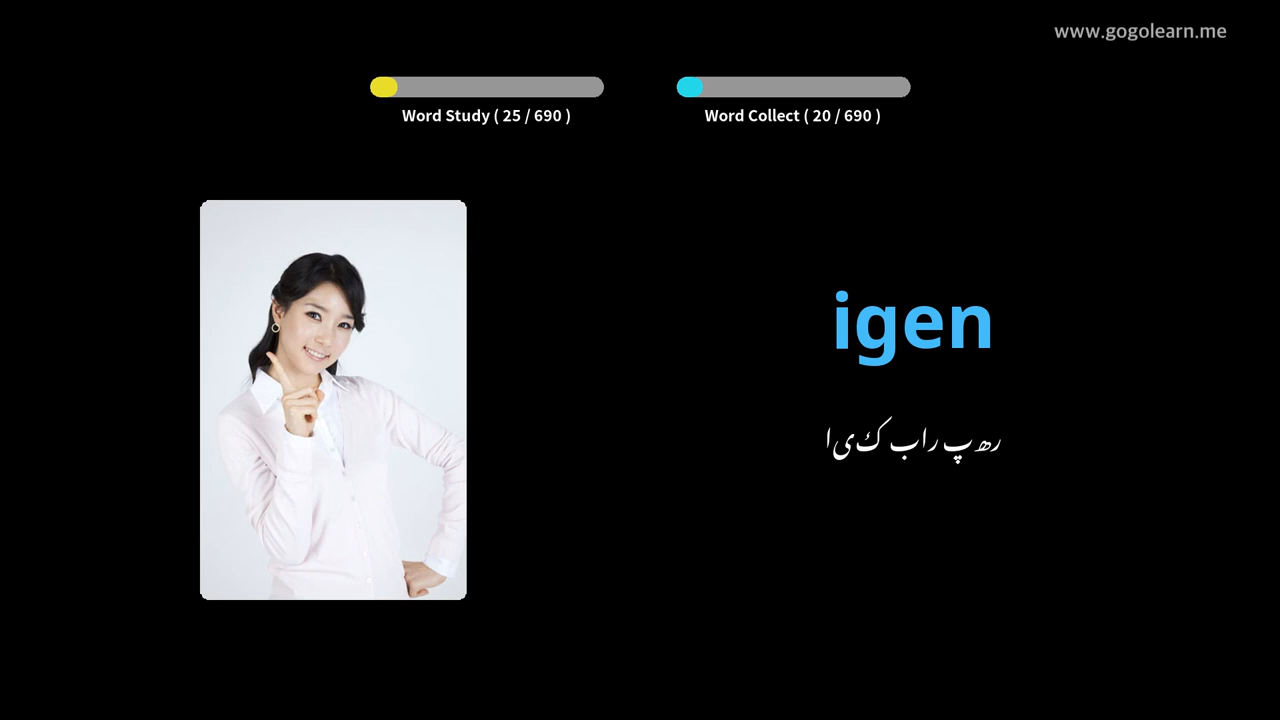 www.gogolearn.me
Word Study ( 25 / 690 )
Word Collect ( 20 / 690 )
igen
ایک بار پھر